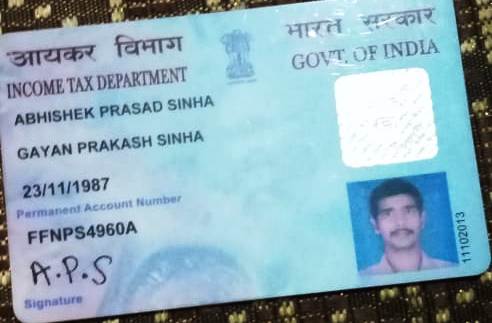 आयकर विभाग
INCOME TAX DEPARTMENT
भारत सरकार
GOVT. OF INDIA
ABHISHEK PRASAD SINHA
GAYAN PRAKASH SINHA
23/11/1987
Permanent Account Number
FFNPS4960A
A.P.S
Signature
11102013